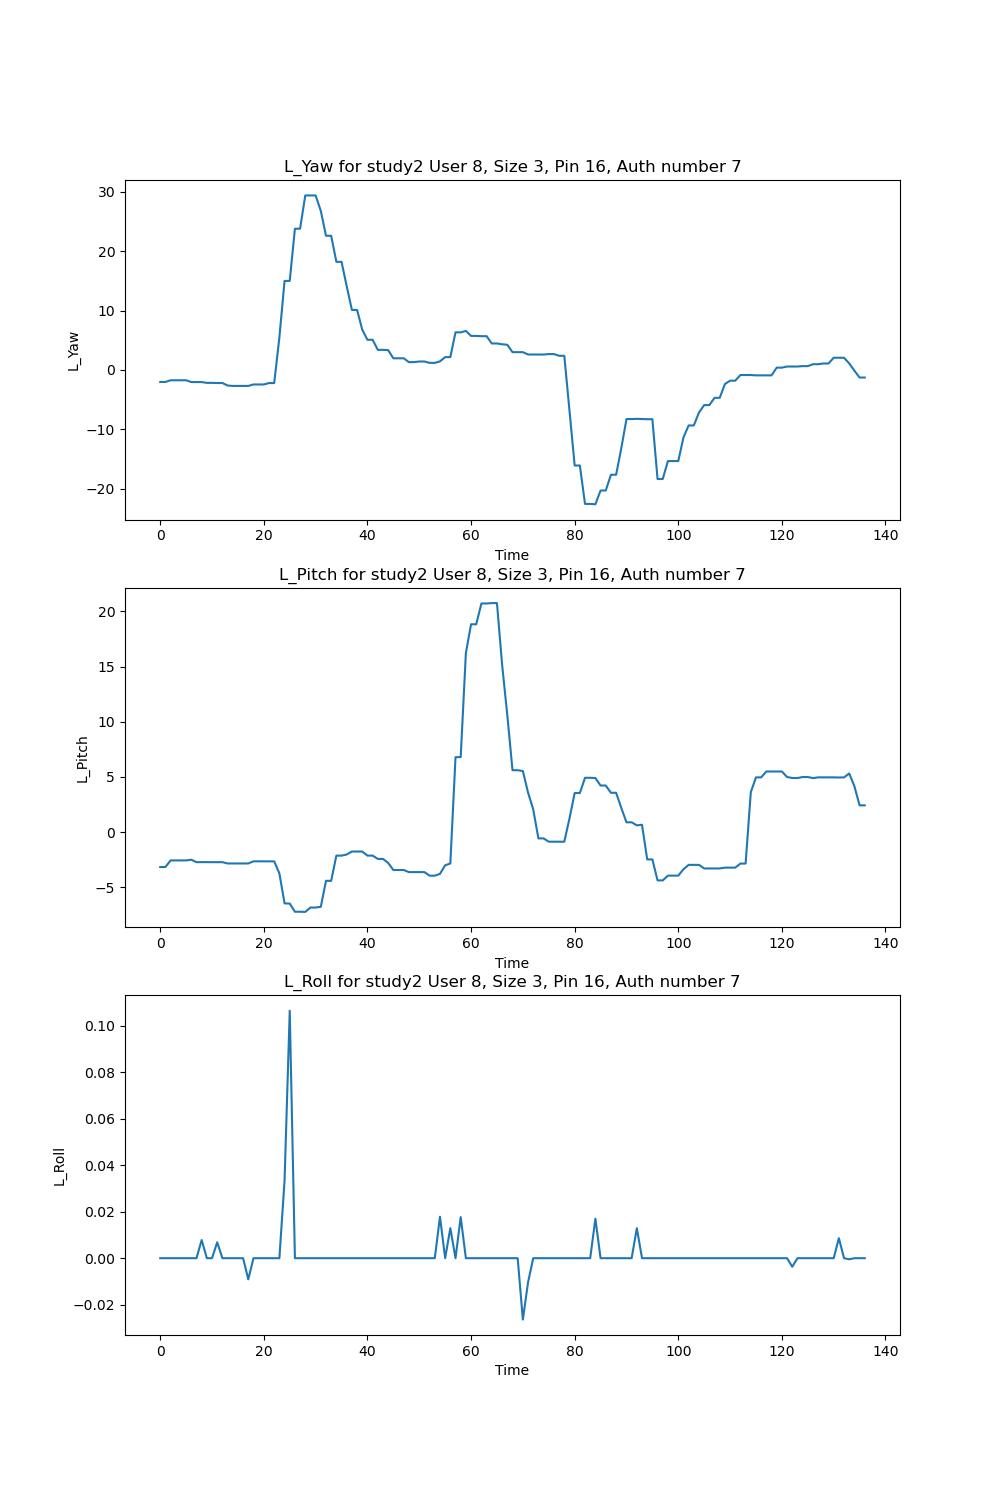 L_Yaw for study2 User 8, Size 3, Pin 16, Auth number 7
30
20
10
0
−10
−20
L_Yaw
0 20 40 60 80 100 120 140
Time
L_Pitch for study2 User 8, Size 3, Pin 16, Auth number 7
20
15
10
5
0
−5
L_Pitch
0 20 40 60 80 100 120 140
Time
L_Roll for study2 User 8, Size 3, Pin 16, Auth number 7
0.10
0.08
0.06
0.04
0.02
0.00
−0.02
L_Roll
0 20 40 60 80 100 120 140
Time